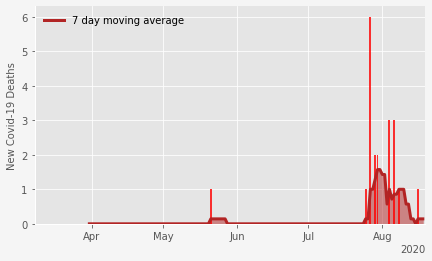 7 day moving average
New Covid-19 Deaths
6
5
4
3
2
1
0
Apr
May
Jun
Jul
Aug
2020